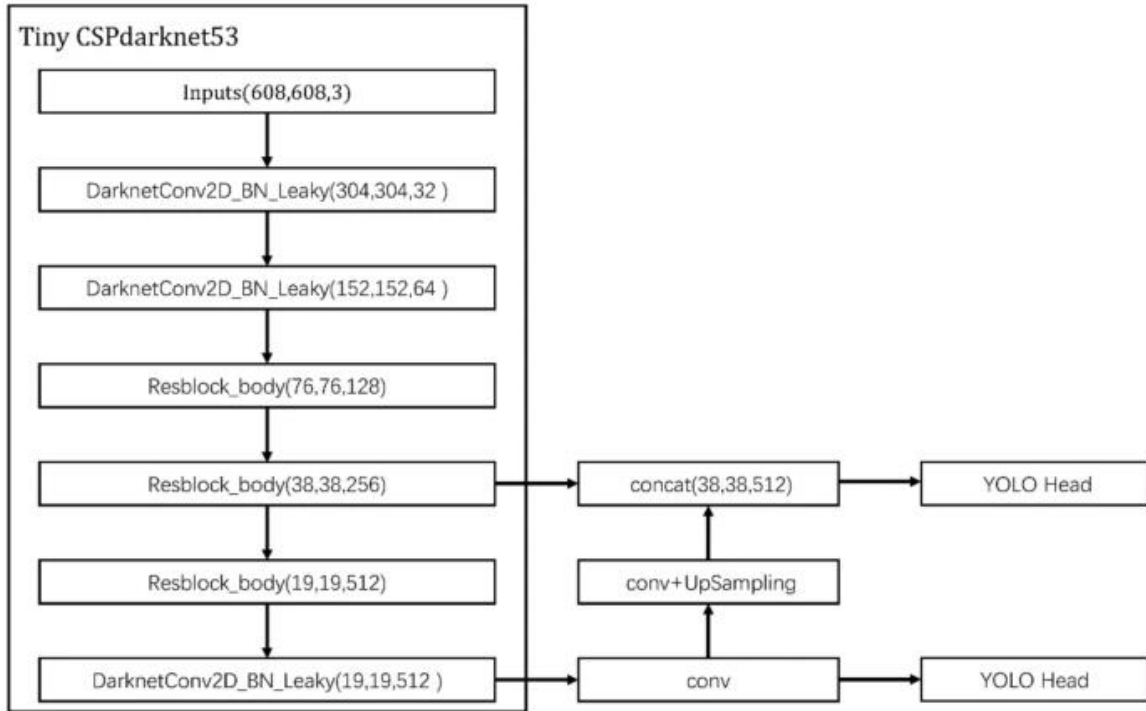 Tiny CSPdarknet53
Inputs(608,608,3)
DarknetConv2D_BN_Leaky(304,304,32 )
DarknetConv2D_BN_Leaky(152,152,64 )
Resblock_body(76,76,128)
Resblock_body(38,38,256)
concat(38,38,512)
YOLO Head
Resblock_body(19,19,512)
conv+UpSampling
DarknetConv2D_BN_Leaky(19,19,512 )
conv
YOLO Head